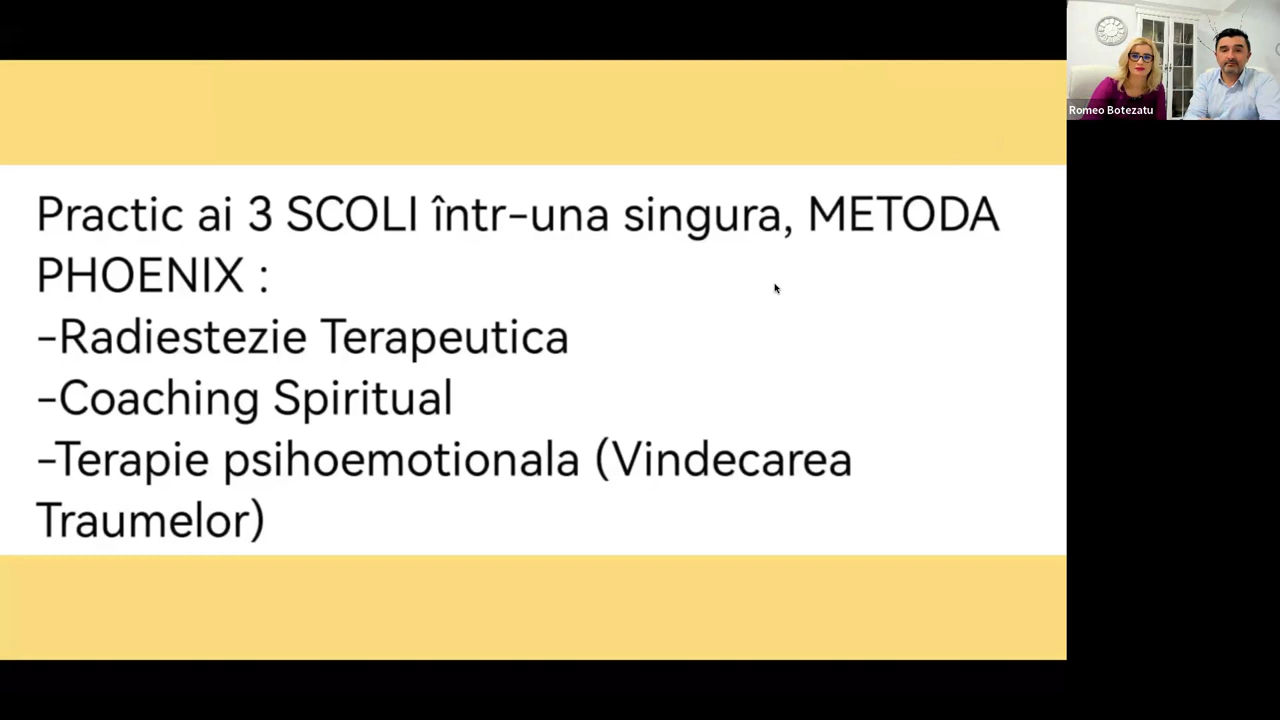 Practic ai 3 SCOLI într-una singura, METODA
PHOENIX :
-Radiestezie Terapeutica
-Coaching Spiritual
-Terapie psihoemotionala (Vindecarea
Traumelor)
Romeo Botezatu